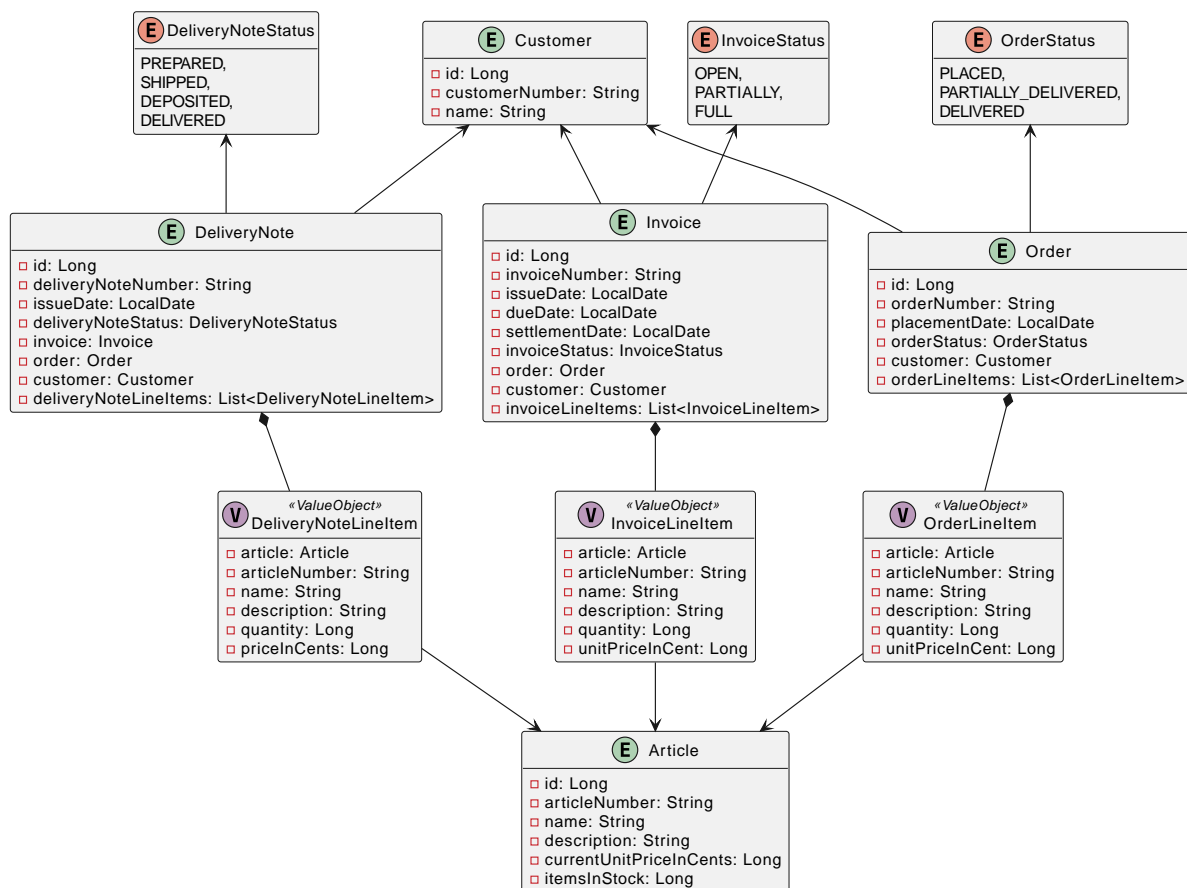 E DeliveryNoteStatus
PREPARED,
SHIPPED,
DEPOSITED,
DELIVERED
E Customer
id: Long
customerNumber: String
name: String
E InvoiceStatus
OPEN,
PARTIALLY,
FULL
E OrderStatus
PLACED,
PARTIALLY_DELIVERED,
DELIVERED
E DeliveryNote
id: Long
deliveryNoteNumber: String
issueDate: LocalDate
deliveryNoteStatus: DeliveryNoteStatus
invoice: Invoice
order: Order
customer: Customer
deliveryNoteLineItems: List<DeliveryNoteLineItem>
E Invoice
id: Long
invoiceNumber: String
issueDate: LocalDate
dueDate: LocalDate
settlementDate: LocalDate
invoiceStatus: InvoiceStatus
order: Order
customer: Customer
invoiceLineItems: List<InvoiceLineItem>
E Order
id: Long
orderNumber: String
placementDate: LocalDate
orderStatus: OrderStatus
customer: Customer
orderLineItems: List<OrderLineItem>
«ValueObject»
V DeliveryNoteLineItem
article: Article
articleNumber: String
name: String
description: String
quantity: Long
priceInCents: Long
«ValueObject»
V InvoiceLineItem
article: Article
articleNumber: String
name: String
description: String
quantity: Long
unitPriceInCent: Long
«ValueObject»
V OrderLineItem
article: Article
articleNumber: String
name: String
description: String
quantity: Long
unitPriceInCent: Long
E Article
id: Long
articleNumber: String
name: String
description: String
currentUnitPriceInCents: Long
itemsInStock: Long